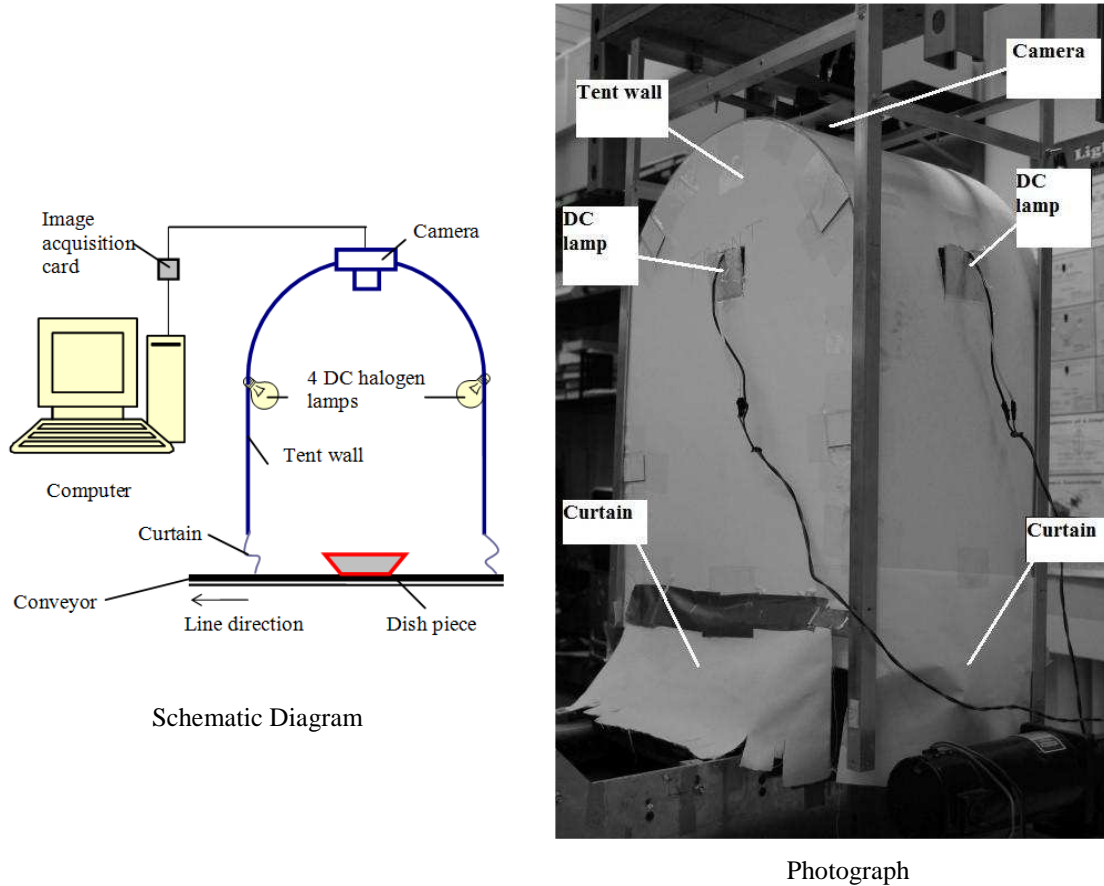 Image
acquisition
card
Camera
4 DC halogen
lamps
Tent wall
Computer
Curtain
Conveyor
Line direction
Dish piece
Schematic Diagram
Camera
Tent wall
Ligh
DC
lamp
DC
lamp
Curtain
Curtain
Photograph